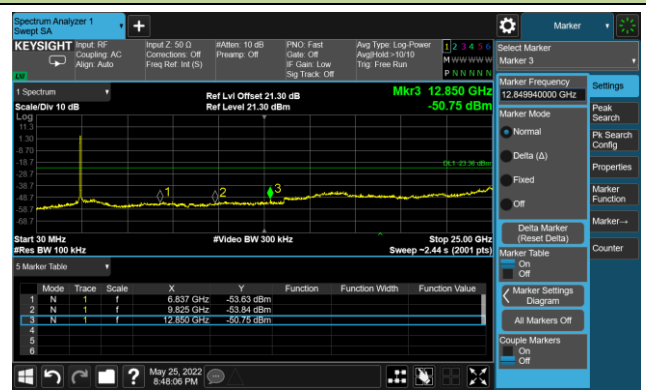 Spectrum Analyzer 1
Swept SA
Marker
KEYSIGHT
Input: RF
Coupling: AC
Align: Auto
Input Z: 50 Ω
Corrections: Off
Freq Ref: Int (S)
#Atten: 10 dB
Preamp: Off
PNO: Fast
Gate: Off
IF Gain: Low
Sig Track: Off
Avg Type: Log-Power
Avg|Hold:>10/10
Trig: Free Run
1 2 3 4 5 6
M W W W W W
P N N N N N
LVI
Select Marker
Marker 3
1 Spectrum
Scale/Div 10 dB
Log
Ref Lvl Offset 21.30 dB
Ref Level 21.30 dBm
Mkr3 12.850 GHz
-50.75 dBm
11.3
1.30
-8.70
-18.7
-28.7
-38.7
-48.7
-58.7
-68.7
DL1 -23.36 dBm
1
2
3
Start 30 MHz
#Res BW 100 kHz
#Video BW 300 kHz
Stop 25.00 GHz
Sweep ~2.44 s (2001 pts)
5 Marker Table
Mode Trace Scale X Y Function Function Width Function Value
1 N 1 f 6.837 GHz -53.63 dBm
2 N 1 f 9.825 GHz -53.84 dBm
3 N 1 f 12.850 GHz -50.75 dBm
4
5
6
Marker Frequency
12.849940000 GHz
Marker Mode
Normal
Delta (Δ)
Fixed
Off
Delta Marker
(Reset Delta)
Marker Table
On
Off
Marker Settings
Diagram
All Markers Off
Couple Markers
On
Off
Settings
Peak
Search
Pk Search
Config
Properties
Marker
Function
Marker→
Counter
?
May 25, 2022
8:48:06 PM